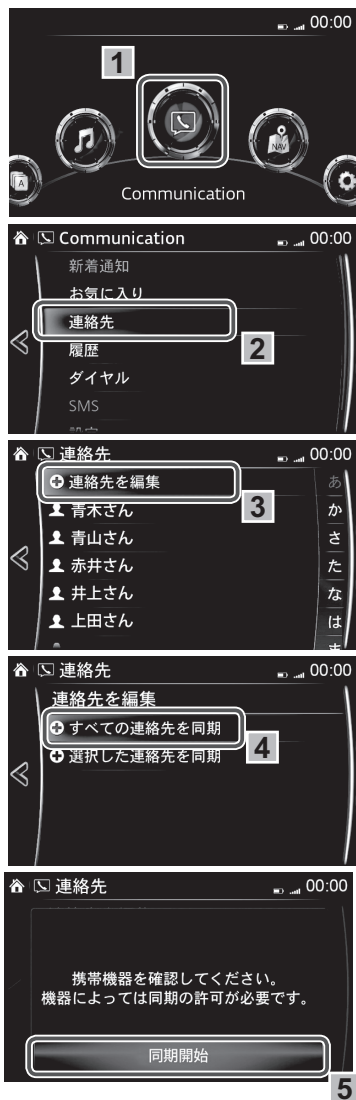 00:00
1
A
NAV
Communication
Communication 00:00
新着通知
お気に入り
連絡先
2
履歴
ダイヤル
SMS
設定
連絡先 00:00
連絡先を編集
あ
3
青木さん
か
青山さん
さ
赤井さん
た
井上さん
な
上田さん
は
ま
連絡先 00:00
連絡先を編集
すべての連絡先を同期
4
選択した連絡先を同期
連絡先 00:00
携帯機器を確認してください。
機器によっては同期の許可が必要です。
同期開始
5